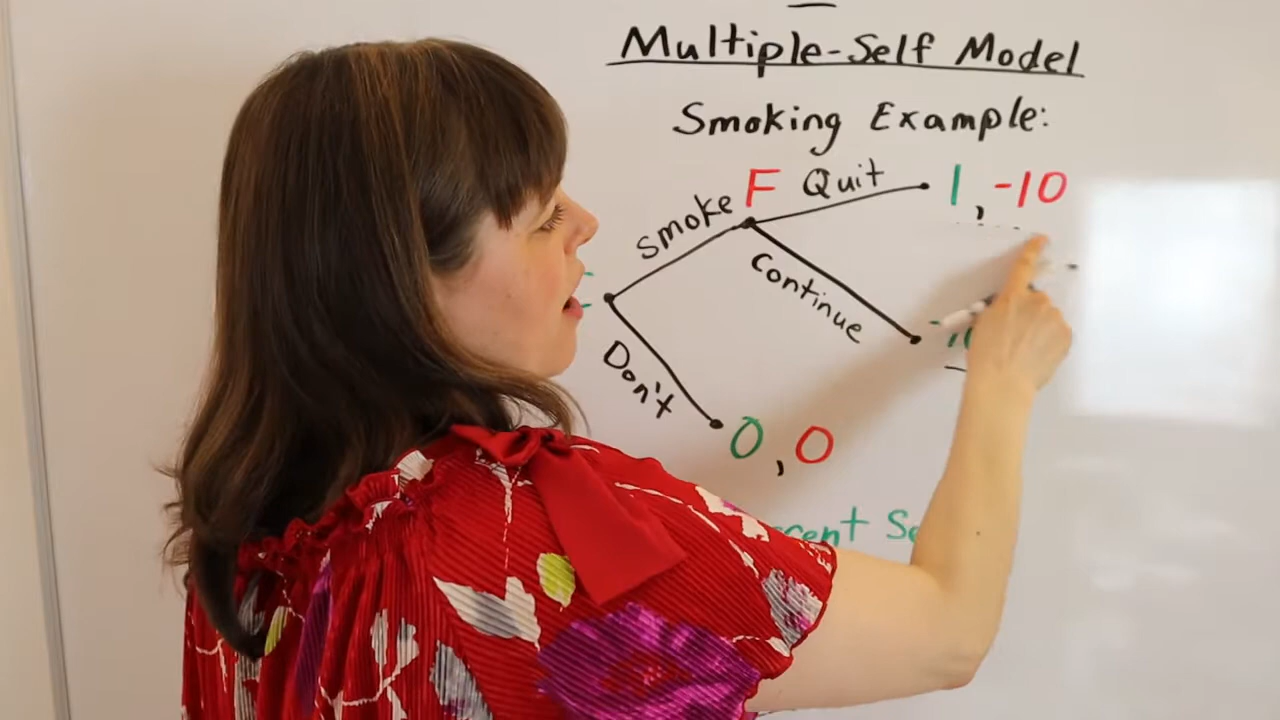 Multiple-Self Model
Smoking Example:
smoke F Quit 1, -10
Continue
Don't
0, 0